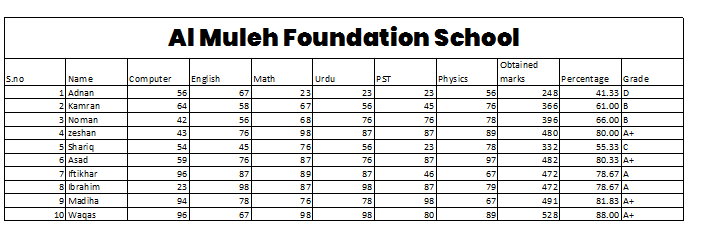 Al Muleh Foundation School
S.no Name Computer English Math Urdu PST Physics Obtained marks Percentage Grade
1 Adnan 56 67 23 23 23 56 248 41.33 D
2 Kamran 64 58 67 56 45 76 366 61.00 B
3 Noman 42 56 68 76 76 78 396 66.00 B
4 zeshan 43 76 98 87 87 89 480 80.00 A+
5 Shariq 54 45 76 56 23 78 332 55.33 C
6 Asad 59 76 87 76 87 97 482 80.33 A+
7 Iftikhar 96 87 89 87 46 67 472 78.67 A
8 Ibrahim 23 98 87 98 87 79 472 78.67 A
9 Madiha 94 78 76 78 98 67 491 81.83 A+
10 Waqas 96 67 98 98 80 89 528 88.00 A+